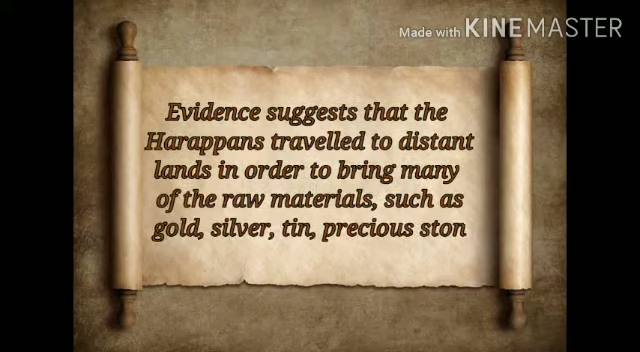 Made with KINEMASTER
Evidence suggests that the
Harappans travelled to distant
lands in order to bring many
of the raw materials, such as
gold, silver, tin, precious ston